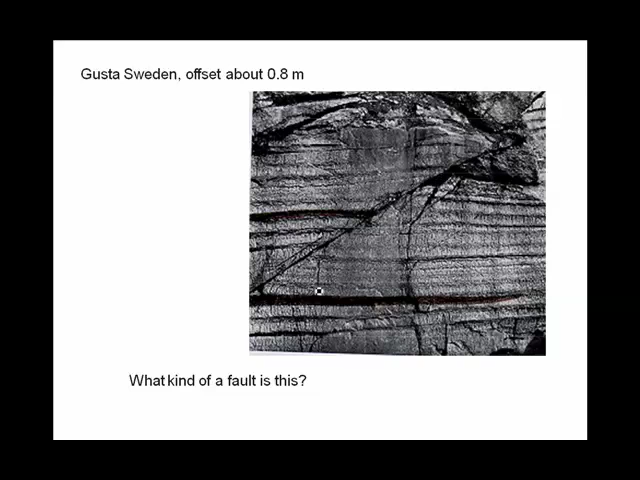 Gusta Sweden, offset about 0.8 m
What kind of a fault is this?